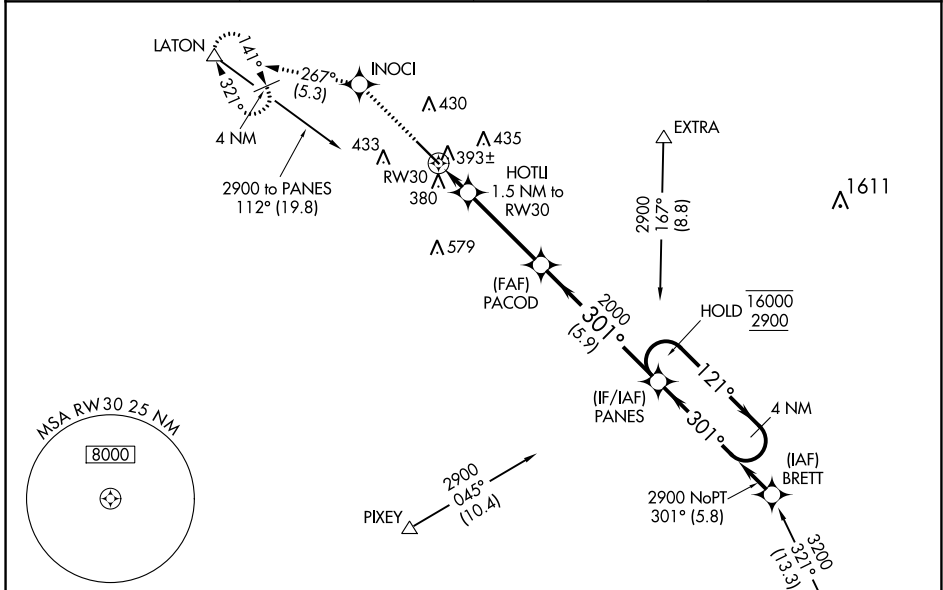 LATON
141°
321°
4 NM
267°
(5.3)
INOCI
430
433
435
393±
RW30
380
HOTLI
1.5 NM to
RW30
579
2900 to PANES
112° (19.8)
EXTRA
2900
167°
(8.8)
1611
(FAF)
PACOD
2000
301°
(5.9)
HOLD
16000
2900
(IF/IAF)
PANES
121°
301°
4 NM
(IAF)
BRETT
2900 NoPT
301° (5.8)
3200
321°
(13.3)
PIXEY
2900
045°
(10.4)
MSA RW30 25 NM
8000